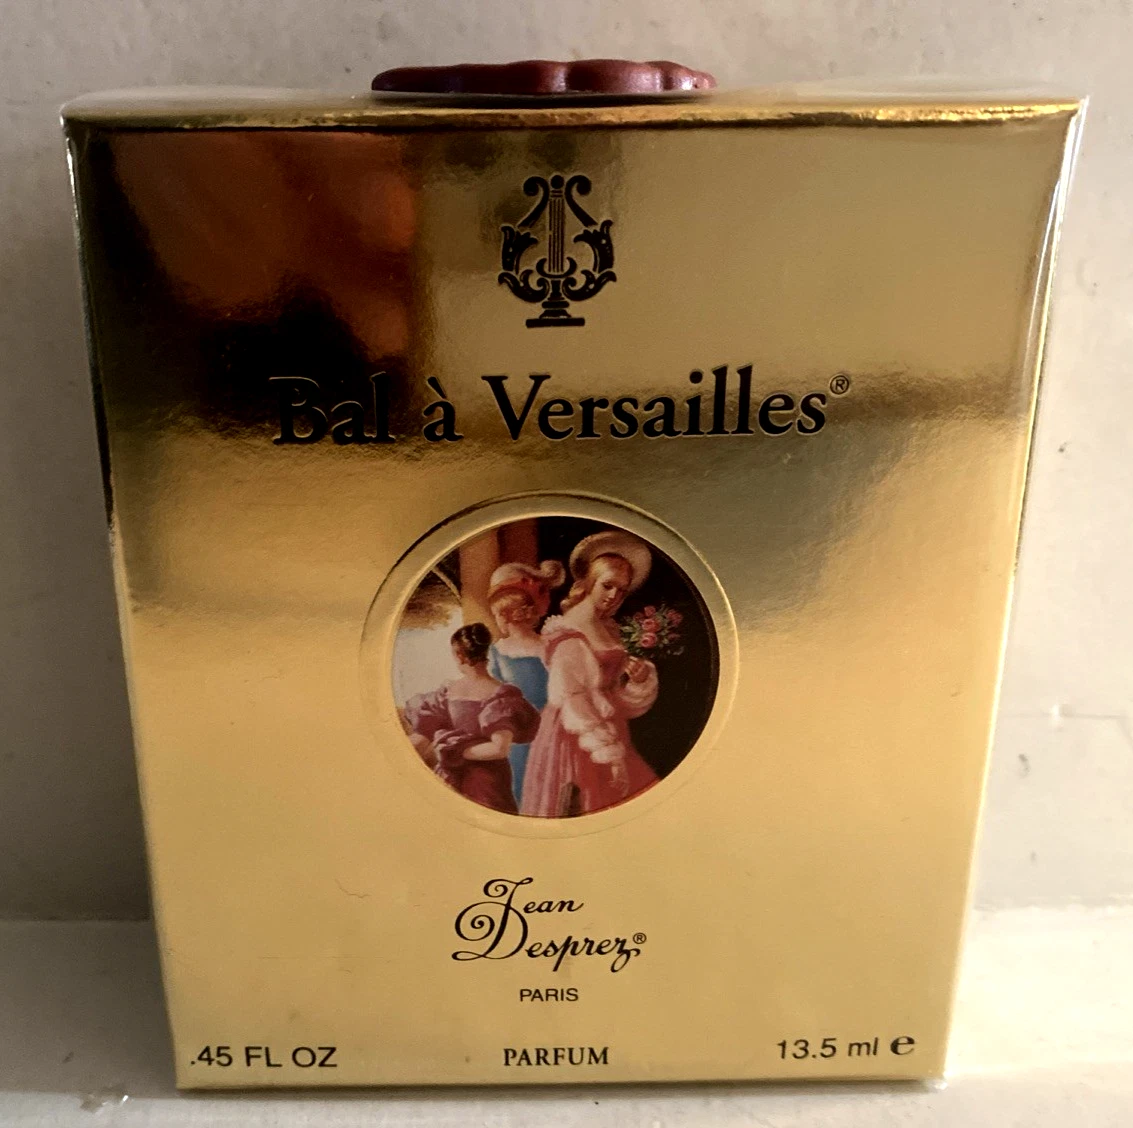 Bal à Versailles®
Jean
Desprez®
PARIS
.45 FL OZ PARFUM 13.5 ml ℮